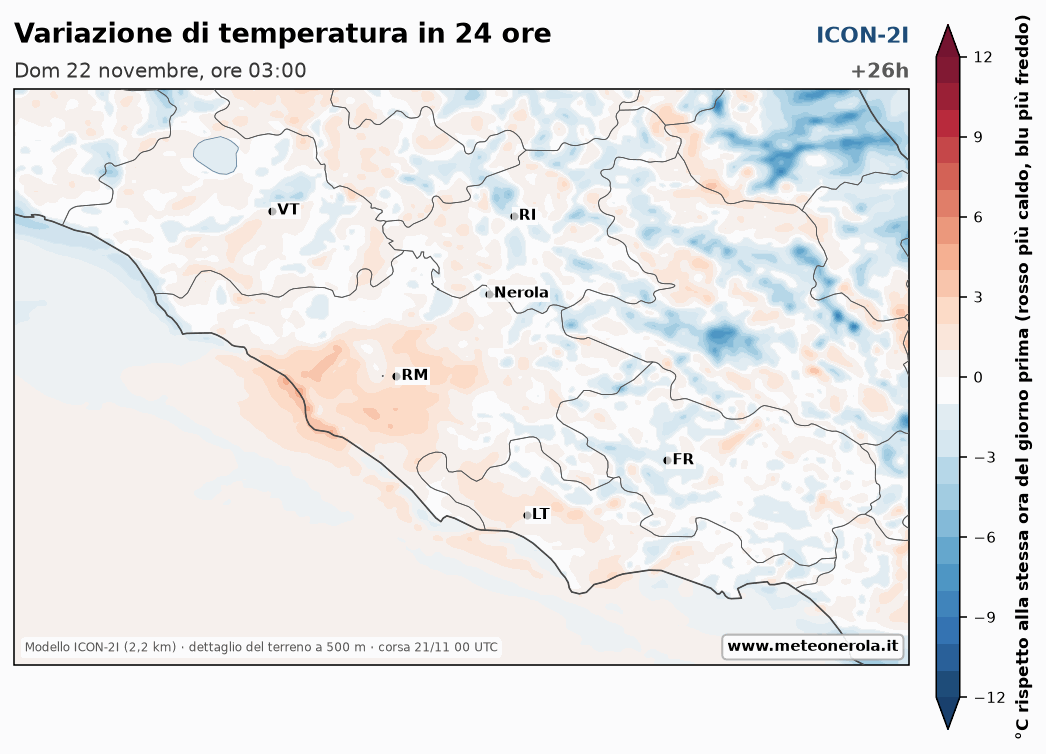 Variazione di temperatura in 24 ore
ICON-2I
Dom 22 novembre, ore 03:00
+26h
VT
RI
Nerola
RM
FR
LT
Modello ICON-2I (2,2 km) · dettaglio del terreno a 500 m · corsa 21/11 00 UTC
www.meteonerola.it
12
9
6
3
0
−3
−6
−9
−12
°C rispetto alla stessa ora del giorno prima (rosso più caldo, blu più freddo)